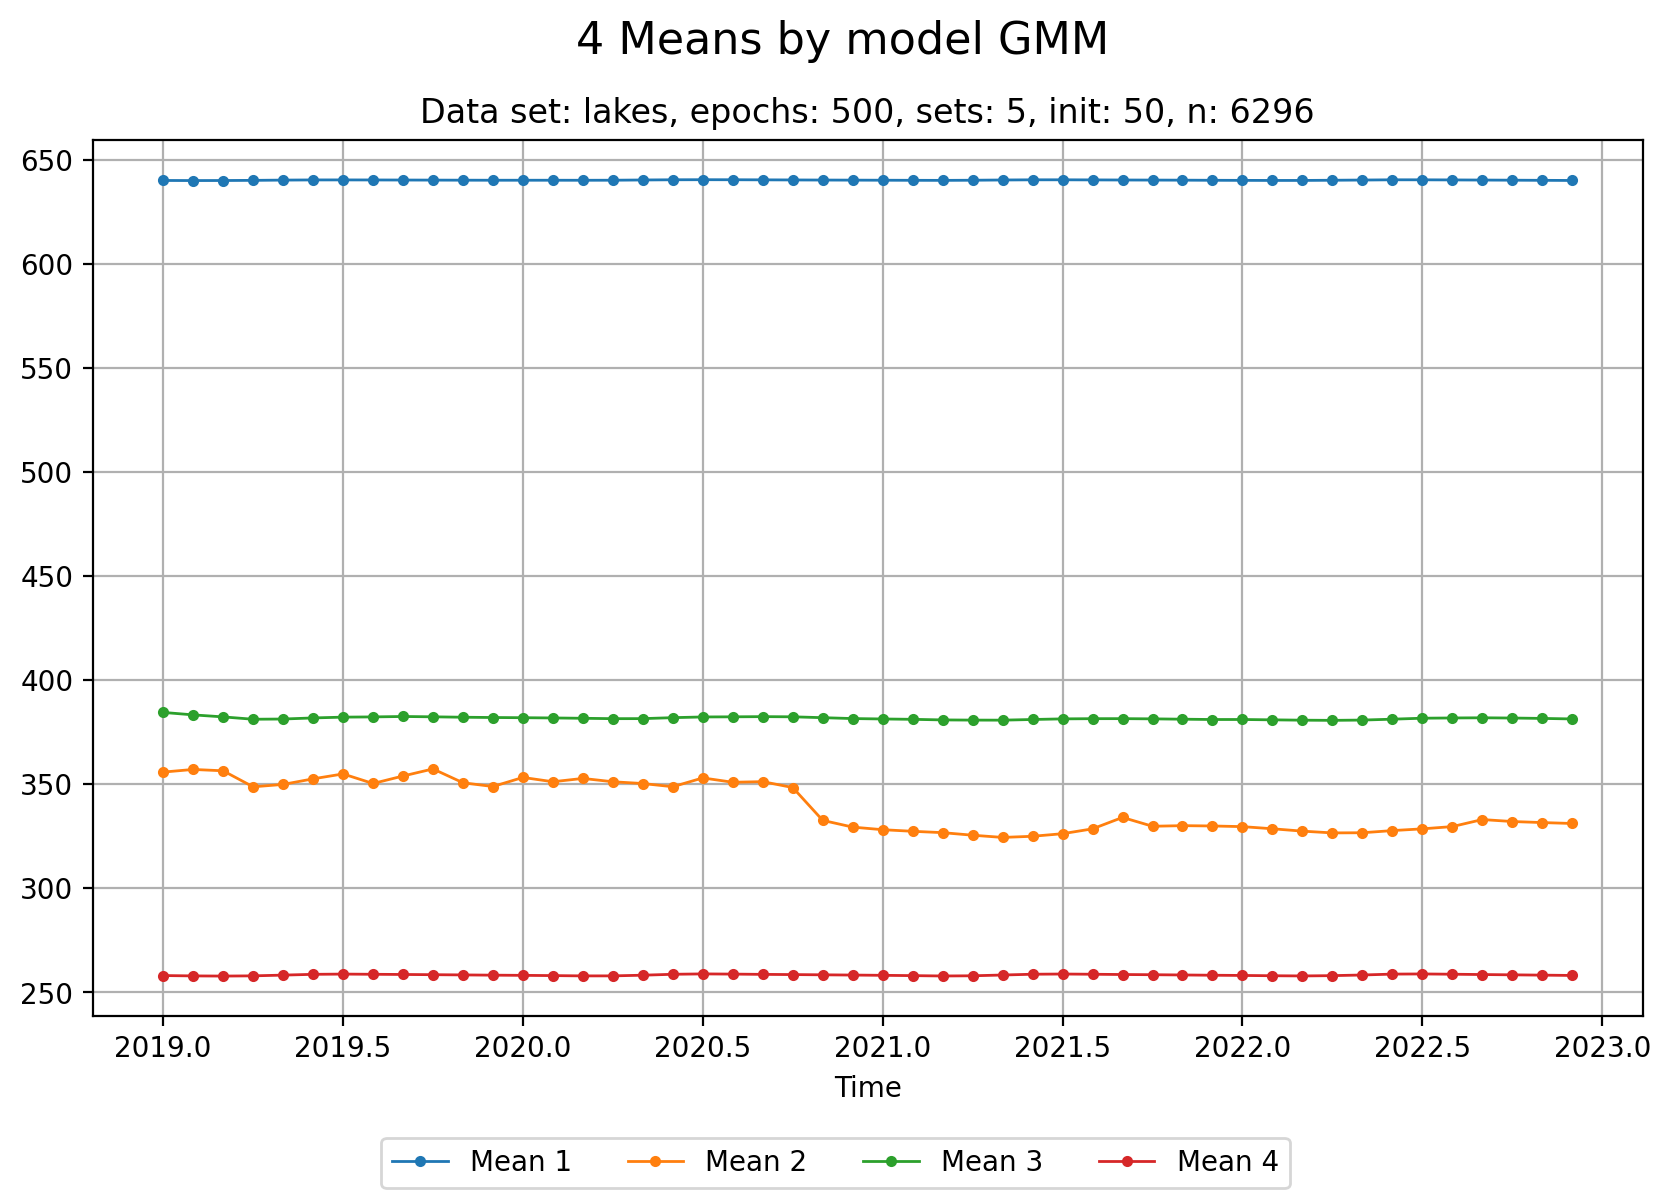 4 Means by model GMM
Data set: lakes, epochs: 500, sets: 5, init: 50, n: 6296
650
600
550
500
450
400
350
300
250
2019.0 2019.5 2020.0 2020.5 2021.0 2021.5 2022.0 2022.5 2023.0
Time
Mean 1 Mean 2 Mean 3 Mean 4